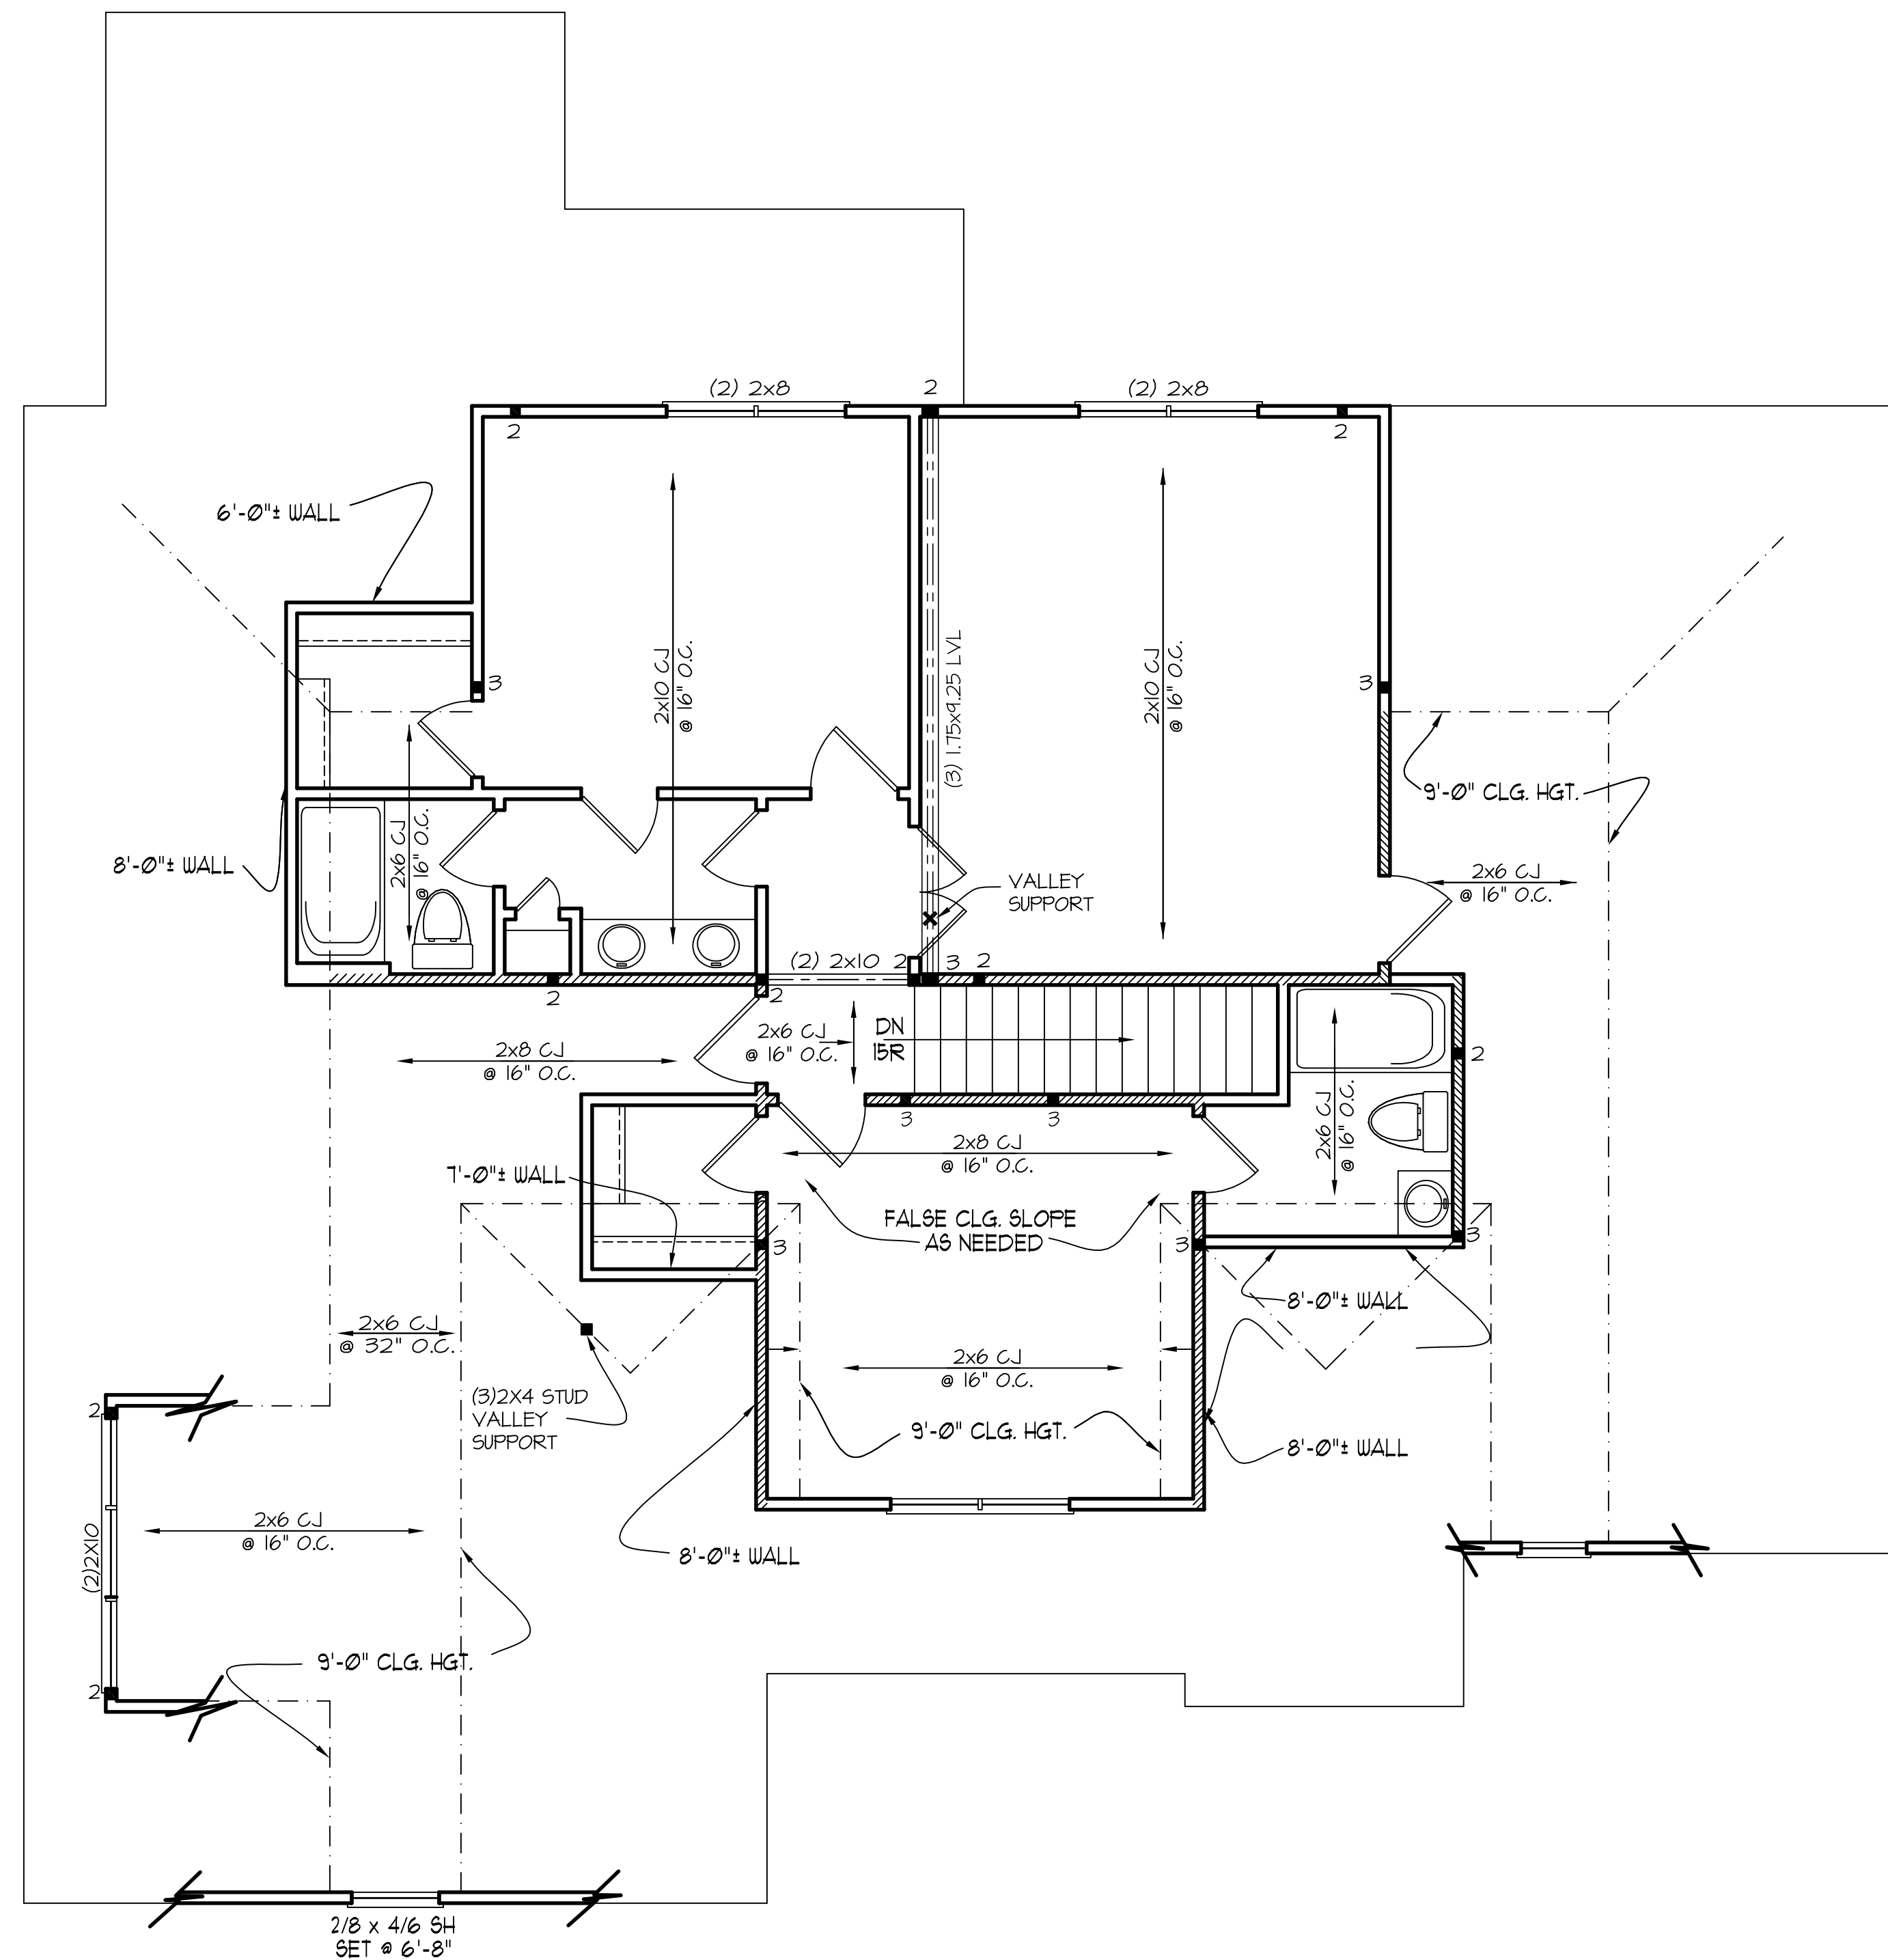 (2) 2x8
2
(2) 2x8
2
2
6'-0"± WALL
2x10 CJ
@ 16" O.C.
(3) 1.75x9.25 LVL
2x10 CJ
@ 16" O.C.
3
3
9'-0" CLG. HGT.
8'-0"± WALL
2x6 CJ
@ 16" O.C.
VALLEY
SUPPORT
2x6 CJ
@ 16" O.C.
(2) 2x10
2
3
2
2
2
2x8 CJ
@ 16" O.C.
2x6 CJ
@ 16" O.C.
DN
15R
2
2x6 CJ
@ 16" O.C.
3
3
2x8 CJ
@ 16" O.C.
7'-0"± WALL
FALSE CLG. SLOPE
AS NEEDED
3
3
3
8'-0"± WALL
2x6 CJ
@ 32" O.C.
2x6 CJ
@ 16" O.C.
(3)2X4 STUD
VALLEY
SUPPORT
2
9'-0" CLG. HGT.
8'-0"± WALL
2x6 CJ
@ 16" O.C.
(2)2X10
8'-0"± WALL
9'-0" CLG. HGT.
2
2/8 x 4/6 SH
SET @ 6'-8"